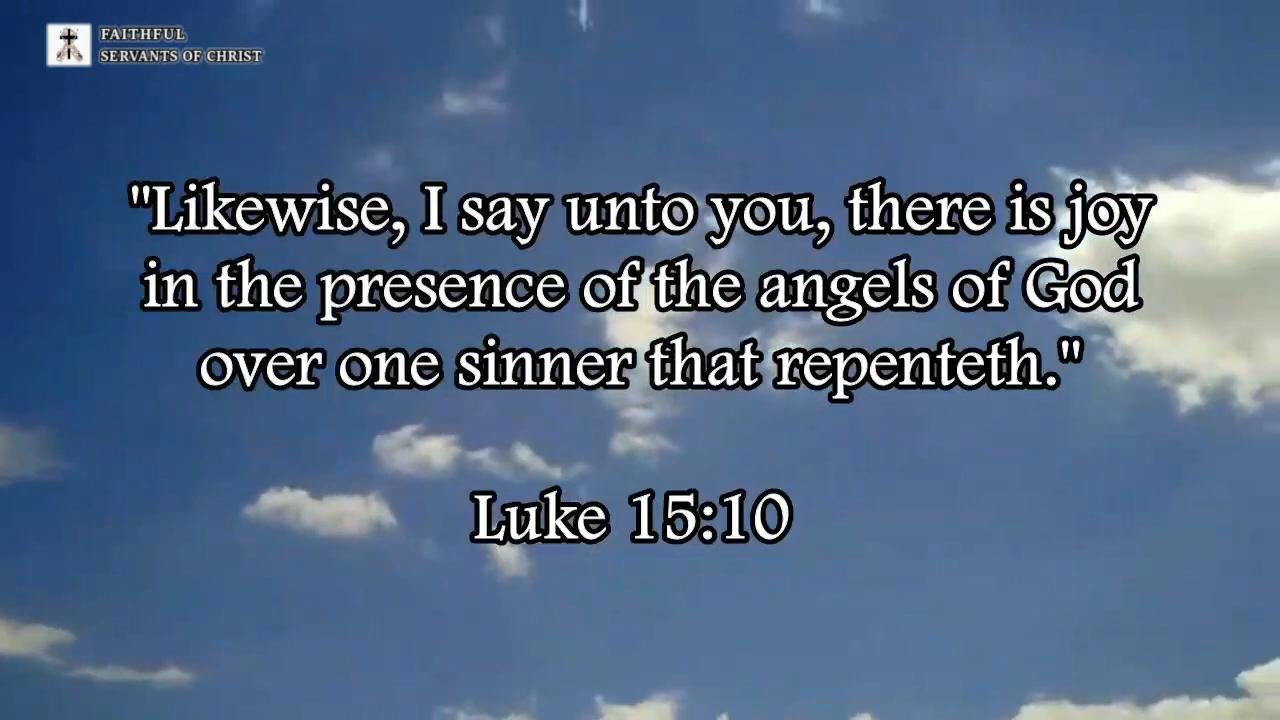 FAITHFUL
SERVANTS OF CHRIST
"Likewise, I say unto you, there is joy
in the presence of the angels of God
over one sinner that repenteth."
Luke 15:10